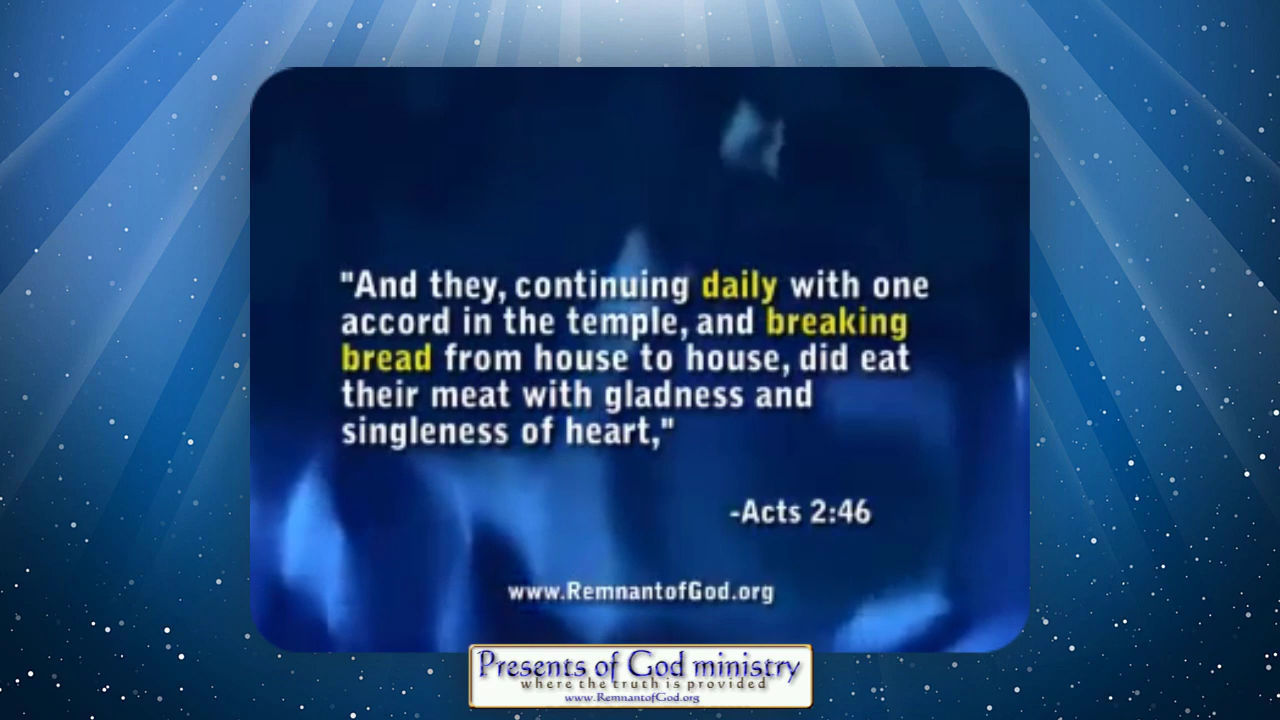 "And they, continuing daily with one
accord in the temple, and breaking
bread from house to house, did eat
their meat with gladness and
singleness of heart,"
-Acts 2:46
www.RemnantofGod.org
Presents of God ministry
where the truth is provided
www.RemnantofGod.org